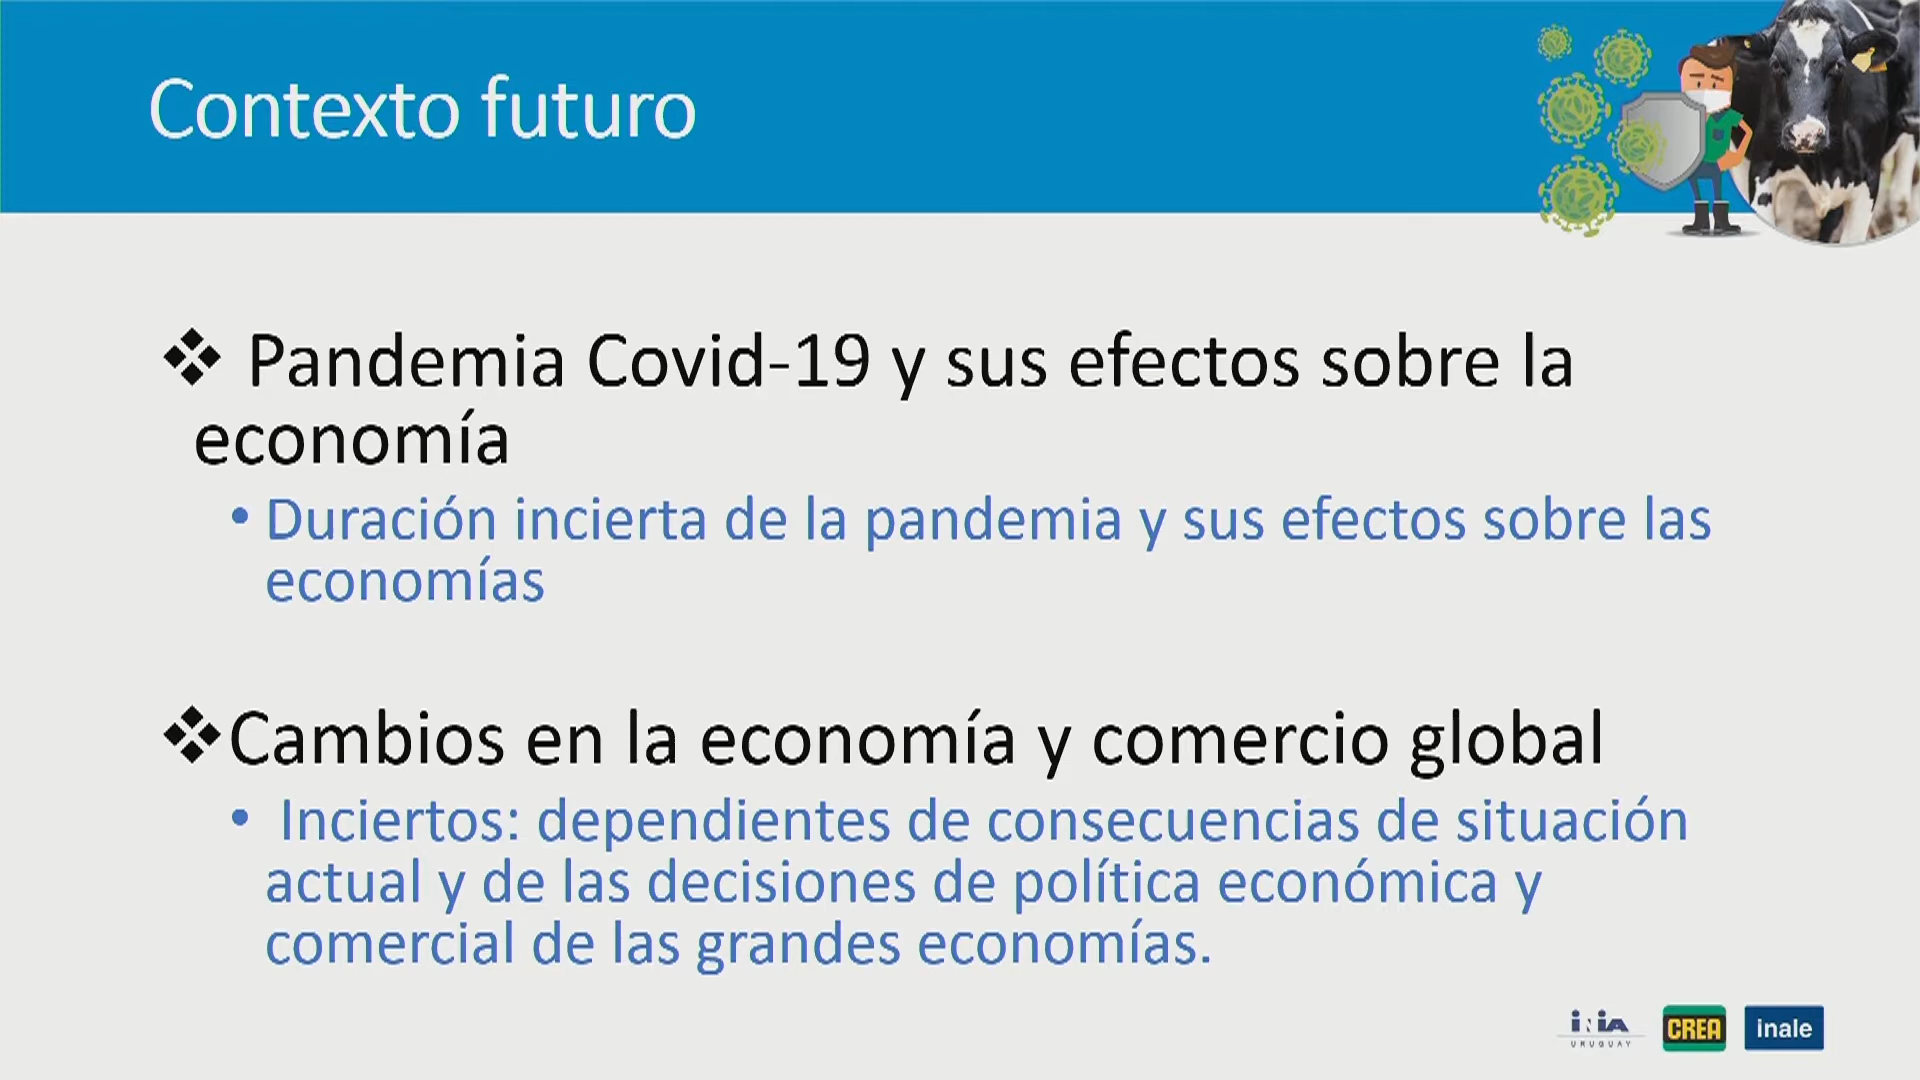 Contexto futuro
❖ Pandemia Covid-19 y sus efectos sobre la
economía
• Duración incierta de la pandemia y sus efectos sobre las
economías
❖Cambios en la economía y comercio global
• Inciertos: dependientes de consecuencias de situación
actual y de las decisiones de política económica y
comercial de las grandes economías.
inia
URUGUAY
CREA
inale